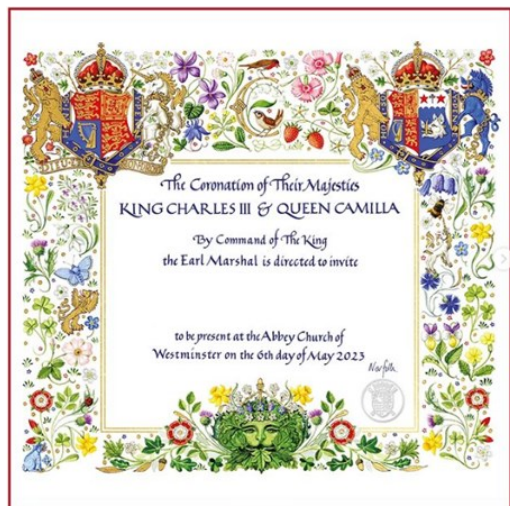 The Coronation of Their Majesties
KING CHARLES III & QUEEN CAMILLA
By Command of The King
the Earl Marshal is directed to invite
to be present at the Abbey Church of
Westminster on the 6th day of May 2023
Norfolk